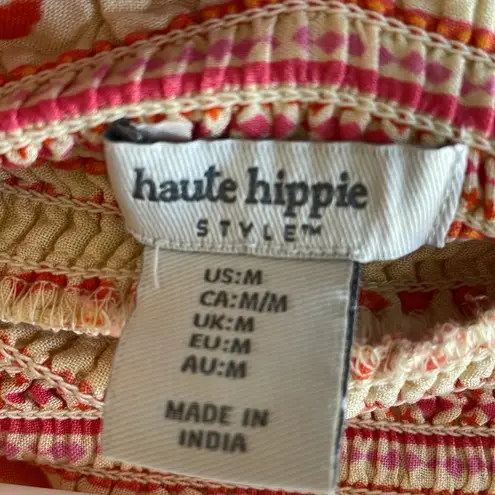 haute hippie
STYLE™
US:M
CA:M/M
UK:M
EU:M
AU:M
MADE IN
INDIA